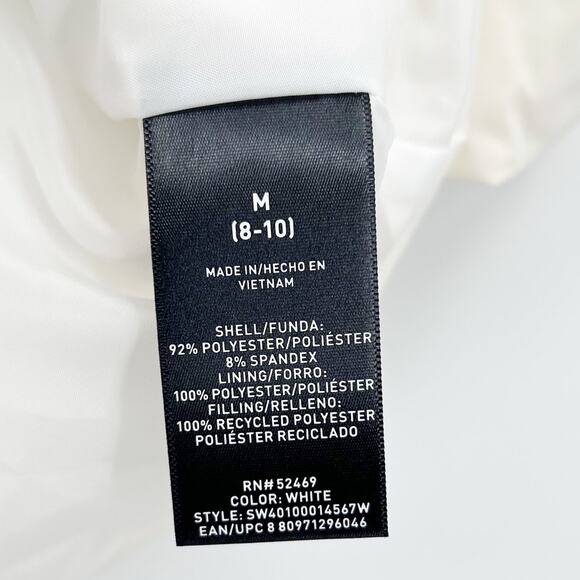 M
(8-10)
MADE IN/HECHO EN
VIETNAM
SHELL/FUNDA:
92% POLYESTER/POLIÉSTER
8% SPANDEX
LINING/FORRO:
100% POLYESTER/POLIÉSTER
FILLING/RELLENO:
100% RECYCLED POLYESTER
POLIÉSTER RECICLADO
RN# 52469
COLOR: WHITE
STYLE: SW40100014567W
EAN/UPC 8 80971296046